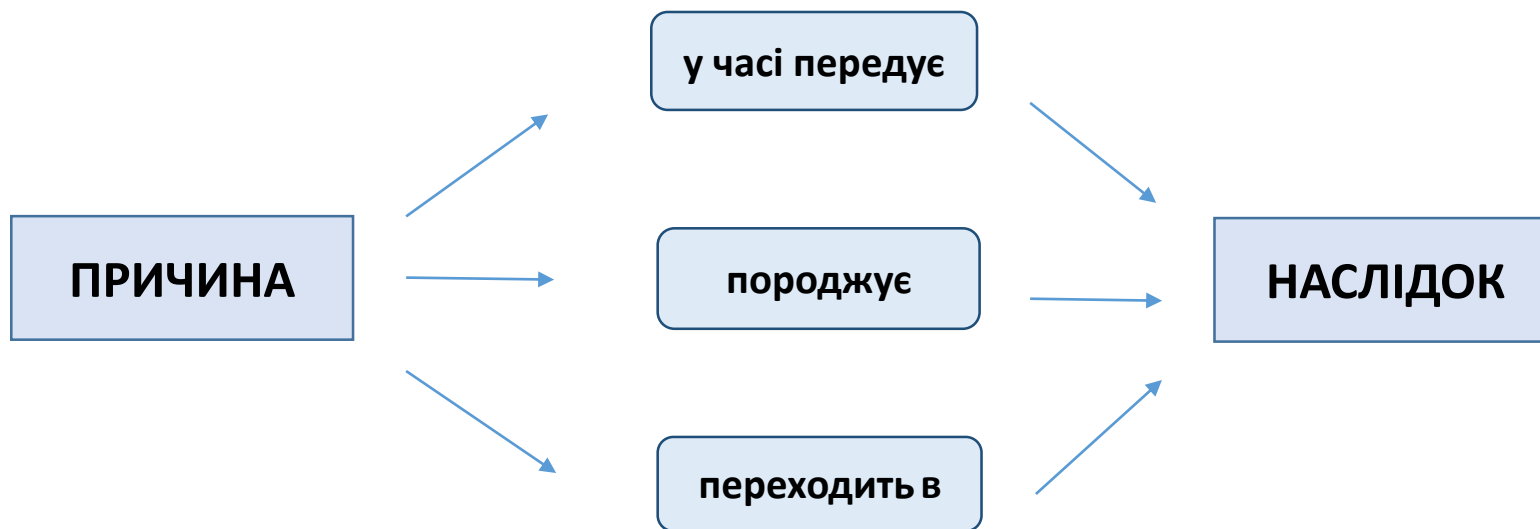 у часі передує
ПРИЧИНА
породжує
НАСЛІДОК
переходить в